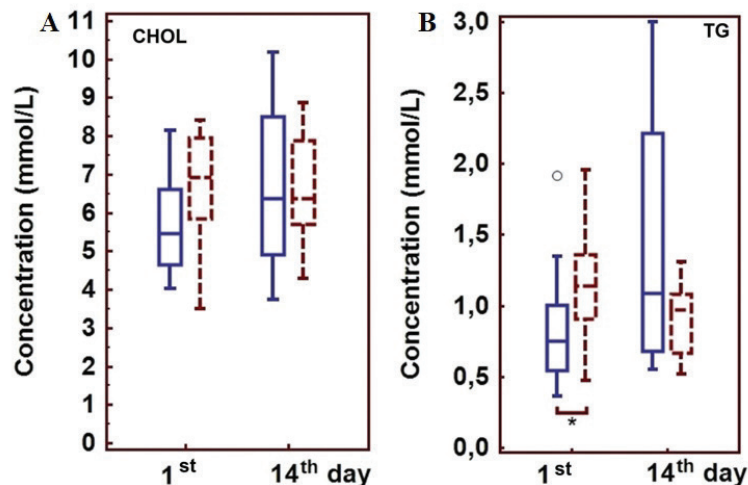 A
CHOL
Concentration (mmol/L)
11
10
9
8
7
6
5
4
3
2
1
0
1st
14th day
B
TG
Concentration (mmol/L)
3,0
2,5
2,0
1,5
1,0
0,5
0,0
*
1st
14th day